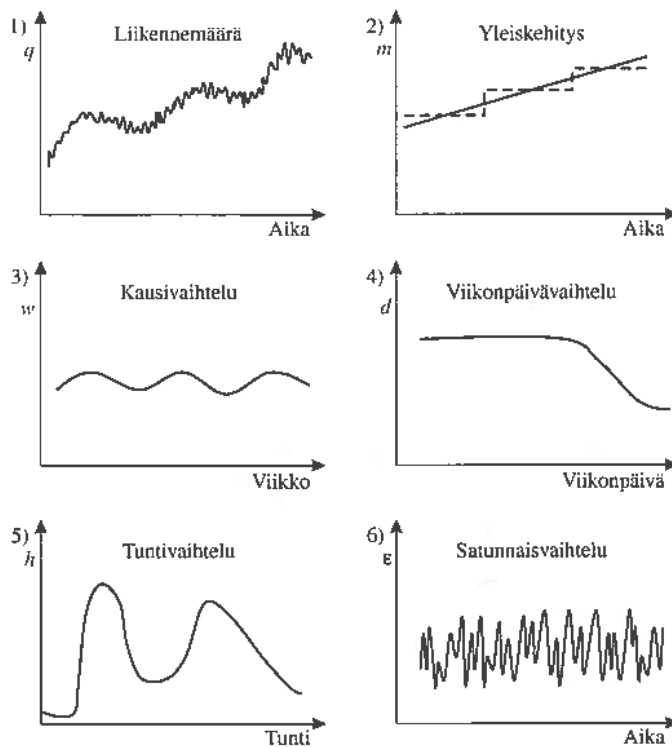 1) Liikennemäärä
q
Aika
2) Yleiskehitys
m
Aika
3) Kausivaihtelu
w
Viikko
4) Viikonpäivävaihtelu
d
Viikonpäivä
5) Tuntivaihtelu
h
Tunti
6) Satunnaisvaihtelu
ε
Aika